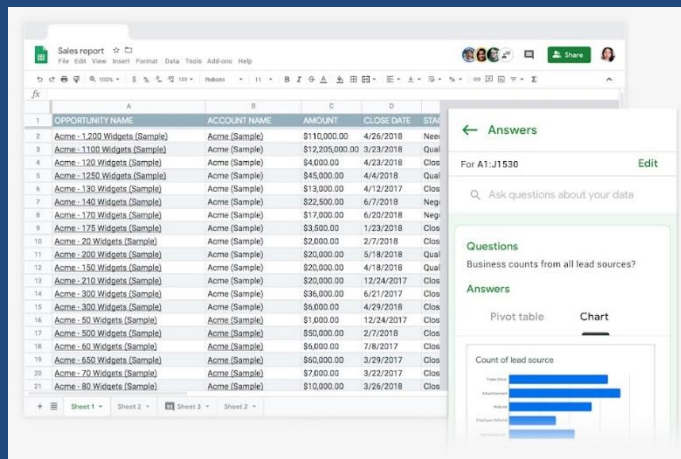 Sales report
File Edit View Insert Format Data Tools Add-ons Help
Share
100% $ % .0 .00 123 Roboto 11 B I S A
fx
A B C D
1 OPPORTUNITY NAME ACCOUNT NAME AMOUNT CLOSE DATE STAG
2 Acme - 1,200 Widgets (Sample) Acme (Sample) $110,000.00 4/26/2018 Need
3 Acme - 1100 Widgets (Sample) Acme (Sample) $12,205,000.00 3/23/2018 Qual
4 Acme - 120 Widgets (Sample) Acme (Sample) $4,000.00 4/23/2018 Clos
5 Acme - 1250 Widgets (Sample) Acme (Sample) $45,000.00 4/4/2018 Qual
6 Acme - 130 Widgets (Sample) Acme (Sample) $13,000.00 4/12/2017 Clos
7 Acme - 140 Widgets (Sample) Acme (Sample) $22,500.00 6/7/2018 Nego
8 Acme - 170 Widgets (Sample) Acme (Sample) $17,000.00 6/20/2018 Nego
9 Acme - 175 Widgets (Sample) Acme (Sample) $3,500.00 1/23/2018 Clos
10 Acme - 20 Widgets (Sample) Acme (Sample) $2,000.00 2/7/2018 Clos
11 Acme - 200 Widgets (Sample) Acme (Sample) $20,000.00 5/18/2018 Qual
12 Acme - 150 Widgets (Sample) Acme (Sample) $20,000.00 4/18/2018 Qual
13 Acme - 210 Widgets (Sample) Acme (Sample) $20,000.00 12/24/2017 Clos
14 Acme - 300 Widgets (Sample) Acme (Sample) $36,000.00 6/21/2017 Clos
15 Acme - 300 Widgets (Sample) Acme (Sample) $6,000.00 4/29/2018 Clos
16 Acme - 50 Widgets (Sample) Acme (Sample) $1,000.00 12/24/2017 Clos
17 Acme - 500 Widgets (Sample) Acme (Sample) $50,000.00 2/7/2018 Clos
18 Acme - 60 Widgets (Sample) Acme (Sample) $6,000.00 7/8/2017 Clos
19 Acme - 650 Widgets (Sample) Acme (Sample) $60,000.00 3/29/2017 Clos
20 Acme - 70 Widgets (Sample) Acme (Sample) $7,000.00 3/22/2017 Clos
21 Acme - 80 Widgets (Sample) Acme (Sample) $10,000.00 3/26/2018 Clos
Sheet 1 Sheet 2 Sheet 3 Sheet 2
Answers
For A1:J1530 Edit
Ask questions about your data
Questions
Business counts from all lead sources?
Answers
Pivot table Chart
Count of lead source
Trade Show
Advertisement
Website
Employee Referral